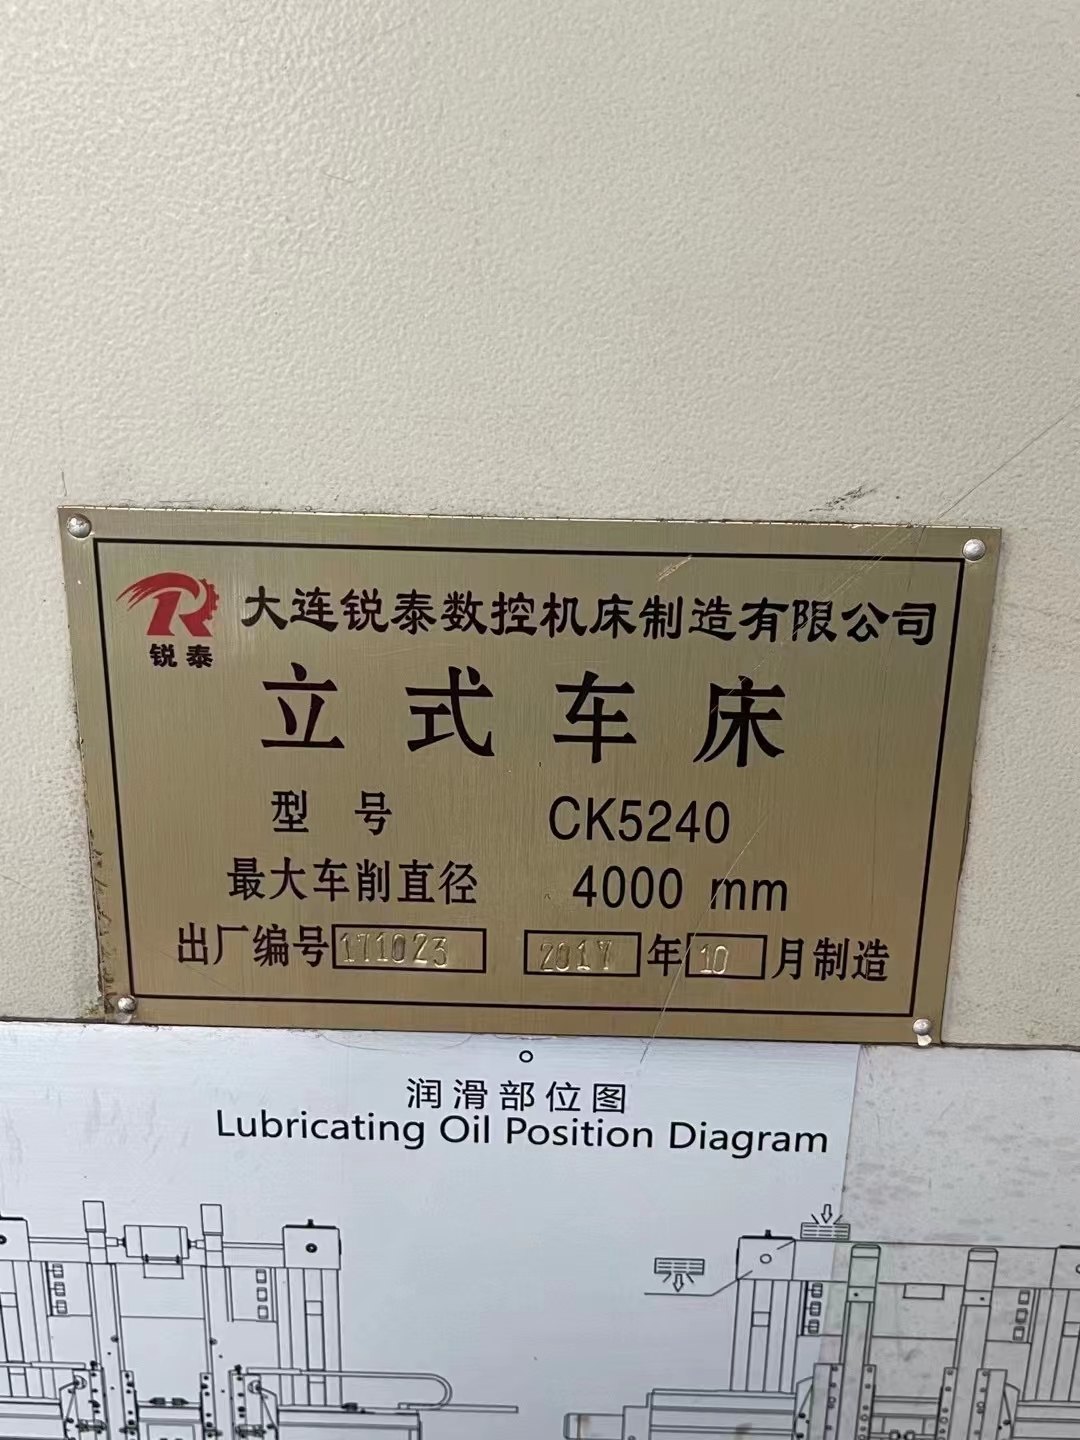 大连锐泰数控机床制造有限公司
锐泰
立式车床
型号 CK5240
最大车削直径 4000 mm
出厂编号 171023 2017 年 10 月制造
润滑部位图
Lubricating Oil Position Diagram